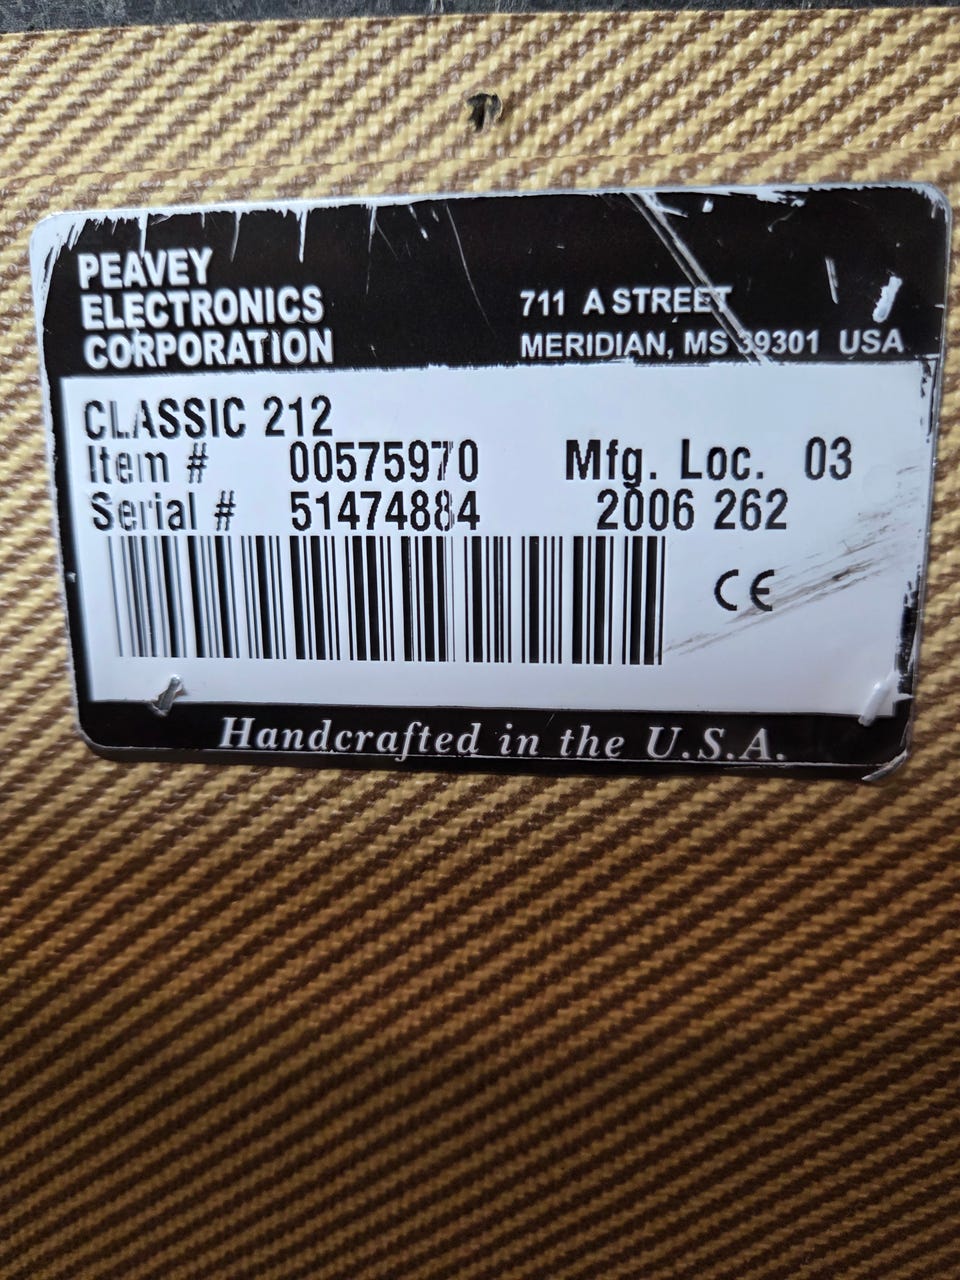 PEAVEY
ELECTRONICS
CORPORATION
711 A STREET
MERIDIAN, MS 39301 USA
CLASSIC 212
Item # 00575970 Mfg. Loc. 03
Serial # 51474884 2006 262
CE
Handcrafted in the U.S.A.